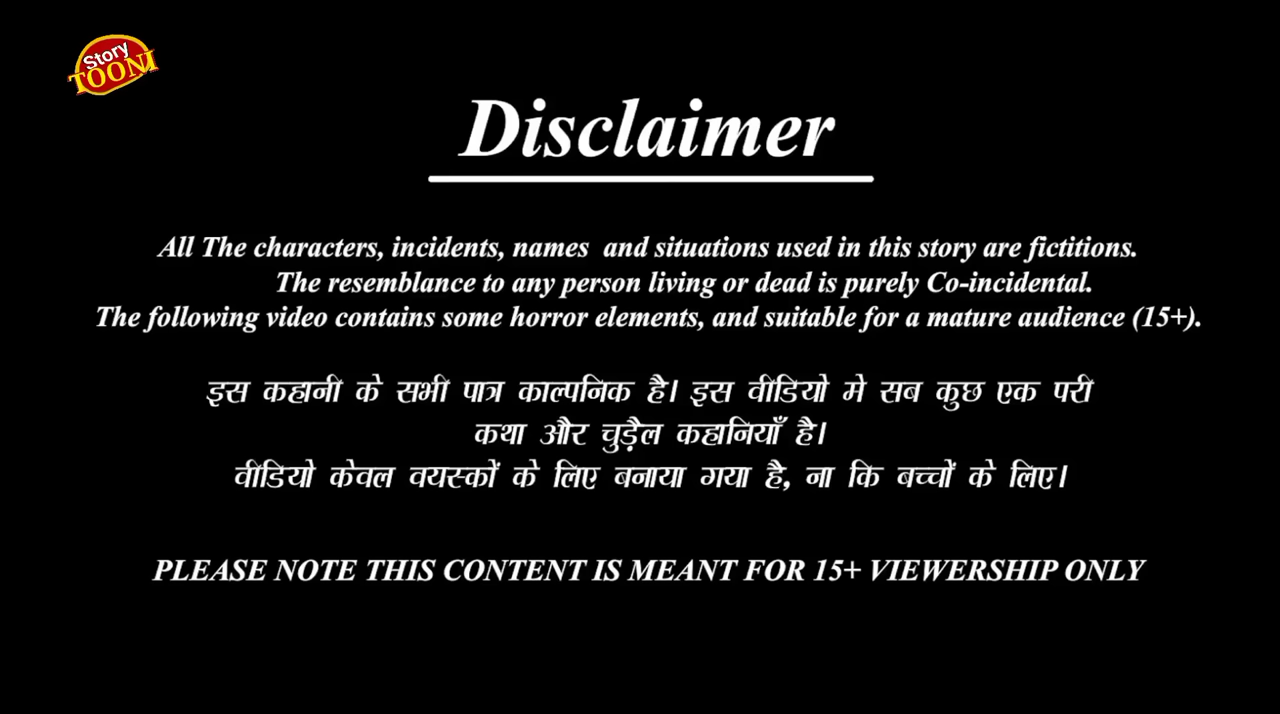 Story
TOONI
Disclaimer
All The characters, incidents, names and situations used in this story are fictitions.
The resemblance to any person living or dead is purely Co-incidental.
The following video contains some horror elements, and suitable for a mature audience (15+).
इस कहानी के सभी पात्र काल्पनिक है। इस वीडियो मे सब कुछ एक परी
कथा और चुड़ैल कहानियाँ है।
वीडियो केवल वयस्कों के लिए बनाया गया है, ना कि बच्चों के लिए।
PLEASE NOTE THIS CONTENT IS MEANT FOR 15+ VIEWERSHIP ONLY